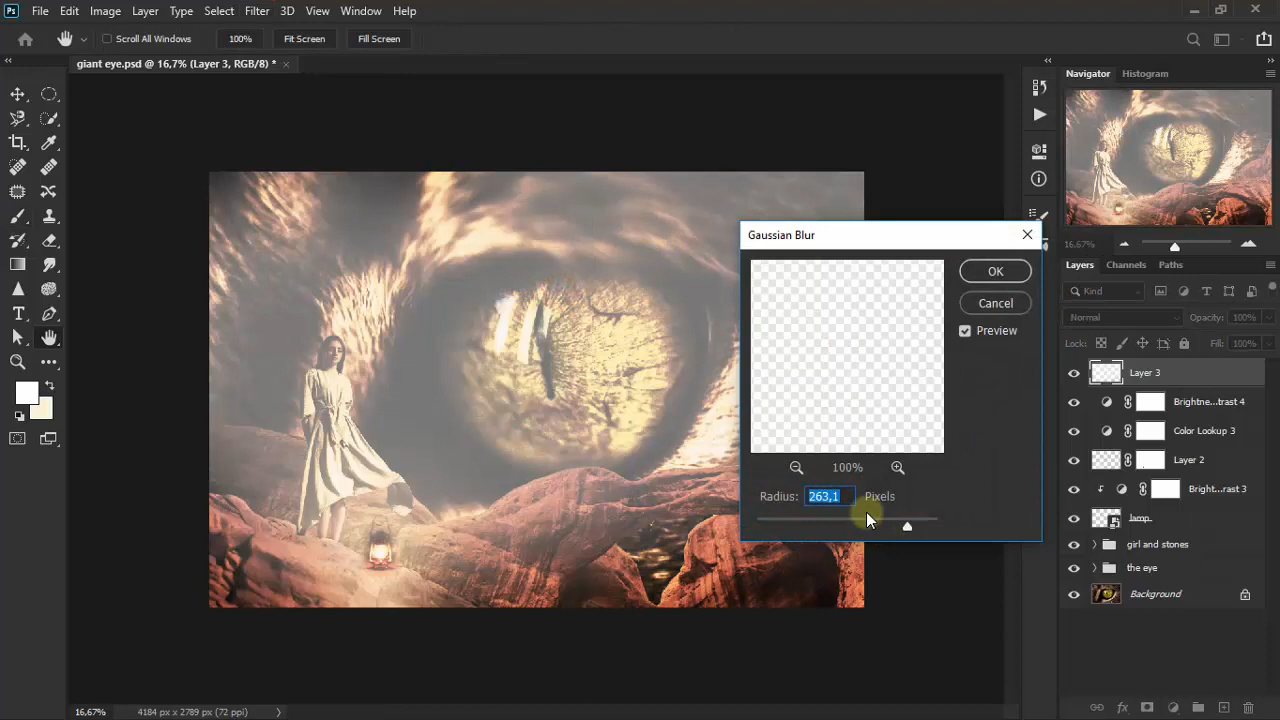 Ps File Edit Image Layer Type Select Filter 3D View Window Help
Scroll All Windows 100% Fit Screen Fill Screen
giant eye.psd @ 16,7% (Layer 3, RGB/8) *
Navigator Histogram
16.67%
Layers Channels Paths
Kind
Normal Opacity: 100%
Lock: Fill: 100%
Layer 3
Brightne...trast 4
Color Lookup 3
Layer 2
Bright...rast 3
lamp
girl and stones
the eye
Background
Gaussian Blur
OK
Cancel
Preview
100%
Radius: 263,1 Pixels
16,67% 4184 px x 2789 px (72 ppi)